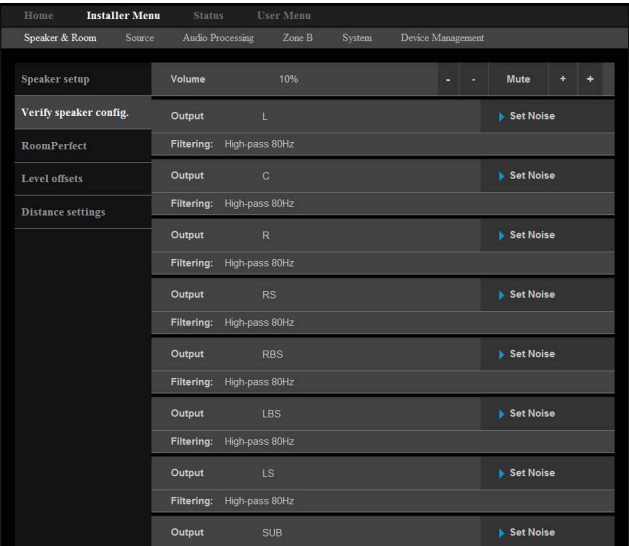 Home Installer Menu Status User Menu
Speaker & Room Source Audio Processing Zone B System Device Management
Speaker setup
Verify speaker config.
RoomPerfect
Level offsets
Distance settings
Volume 10% - - Mute + +
Output L Set Noise
Filtering: High-pass 80Hz
Output C Set Noise
Filtering: High-pass 80Hz
Output R Set Noise
Filtering: High-pass 80Hz
Output RS Set Noise
Filtering: High-pass 80Hz
Output RBS Set Noise
Filtering: High-pass 80Hz
Output LBS Set Noise
Filtering: High-pass 80Hz
Output LS Set Noise
Filtering: High-pass 80Hz
Output SUB Set Noise